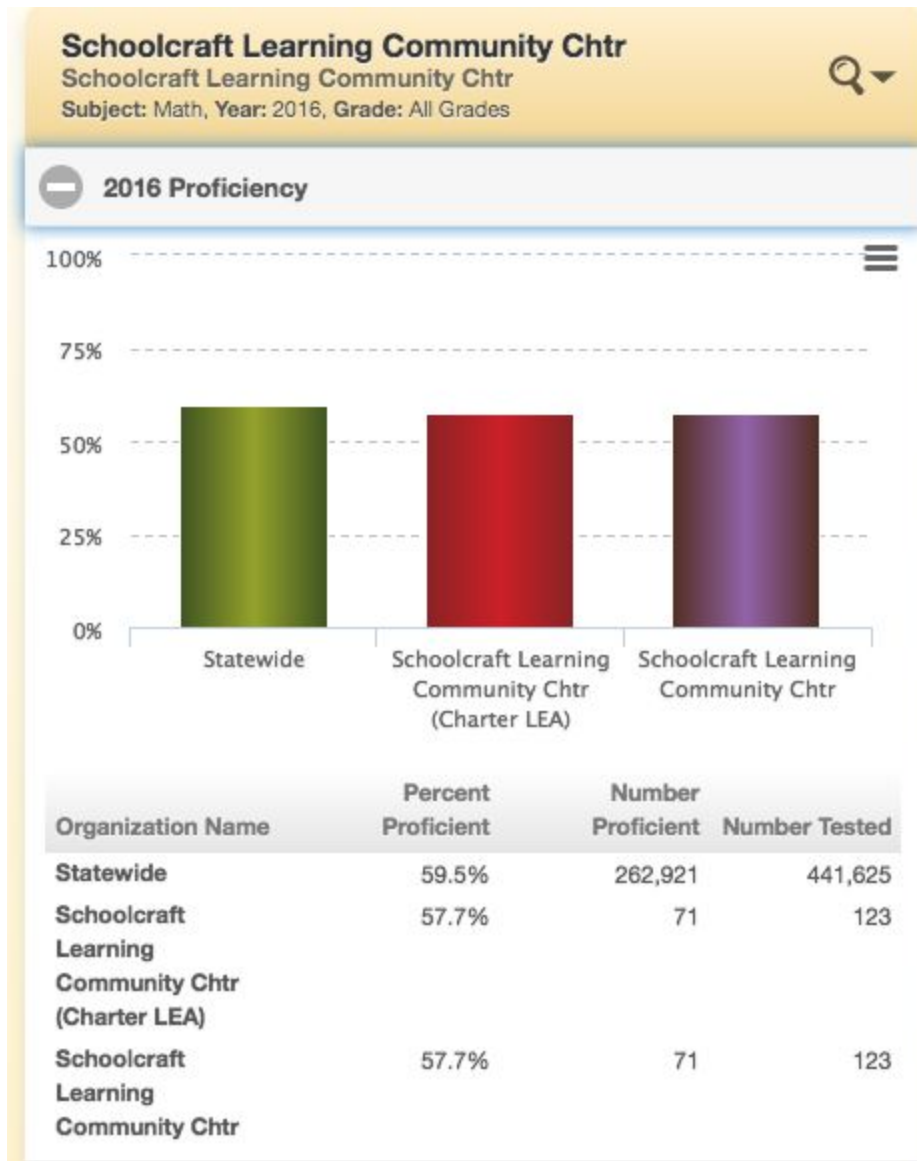 Schoolcraft Learning Community Chtr
Schoolcraft Learning Community Chtr
Subject: Math, Year: 2016, Grade: All Grades
2016 Proficiency
100%
75%
50%
25%
0%
Statewide
Schoolcraft Learning
Community Chtr
(Charter LEA)
Schoolcraft Learning
Community Chtr
Organization Name Percent Proficient Number Proficient Number Tested
Statewide 59.5% 262,921 441,625
Schoolcraft 57.7% 71 123
Learning
Community Chtr
(Charter LEA)
Schoolcraft 57.7% 71 123
Learning
Community Chtr